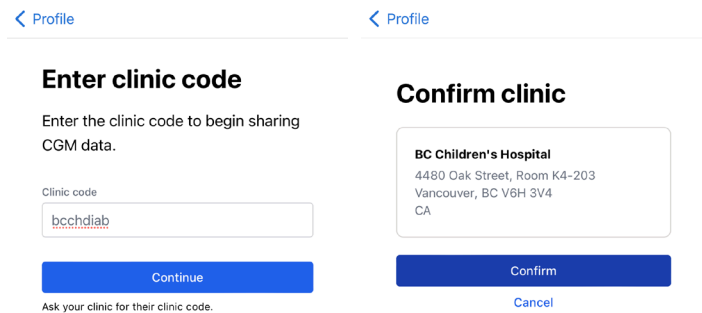 Profile
Enter clinic code
Enter the clinic code to begin sharing
CGM data.
Clinic code
bcchdiab
Continue
Ask your clinic for their clinic code.
Profile
Confirm clinic
BC Children's Hospital
4480 Oak Street, Room K4-203
Vancouver, BC V6H 3V4
CA
Confirm
Cancel